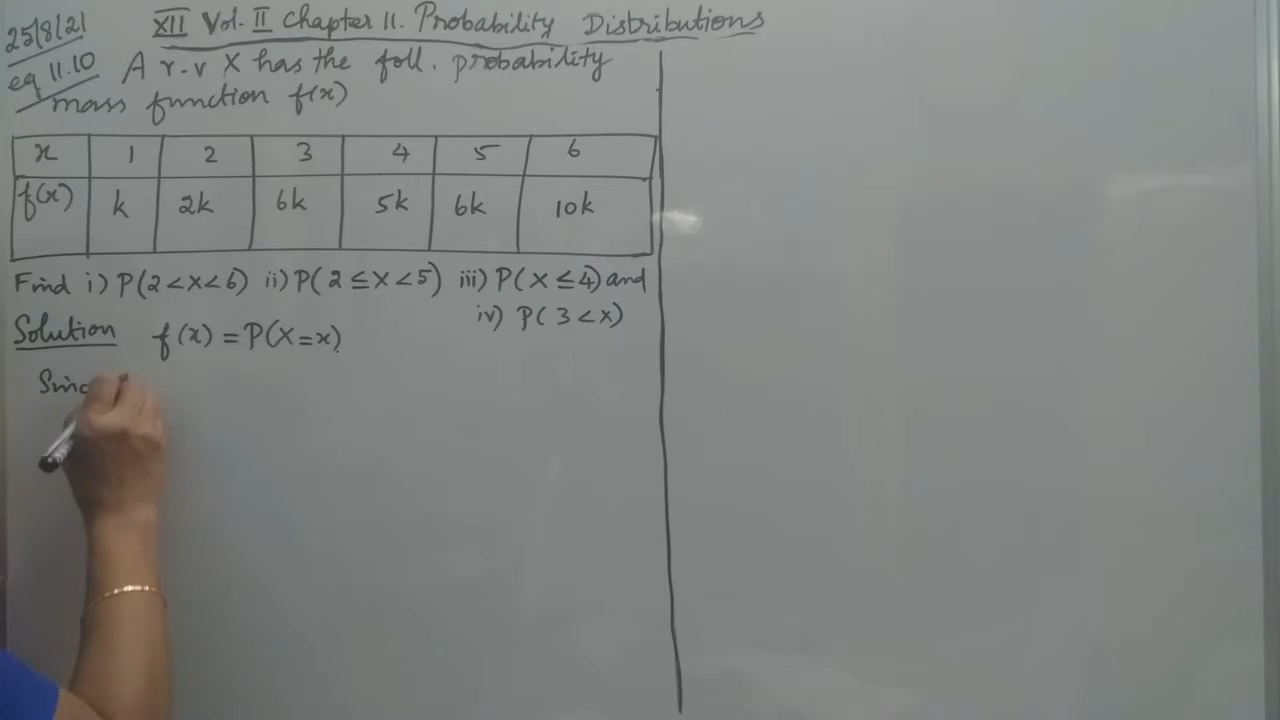 25/8/21
XII Vol. II Chapter 11. Probability Distributions
eg 11.10 A r.v X has the foll. probability
mass function f(x)
x 1 2 3 4 5 6
f(x) k 2k 6k 5k 6k 10k
Find i) P(2<X<6) ii) P(2≤X<5) iii) P(X≤4) and
iv) P(3<X)
Solution f(x) = P(X=x)
Sinc